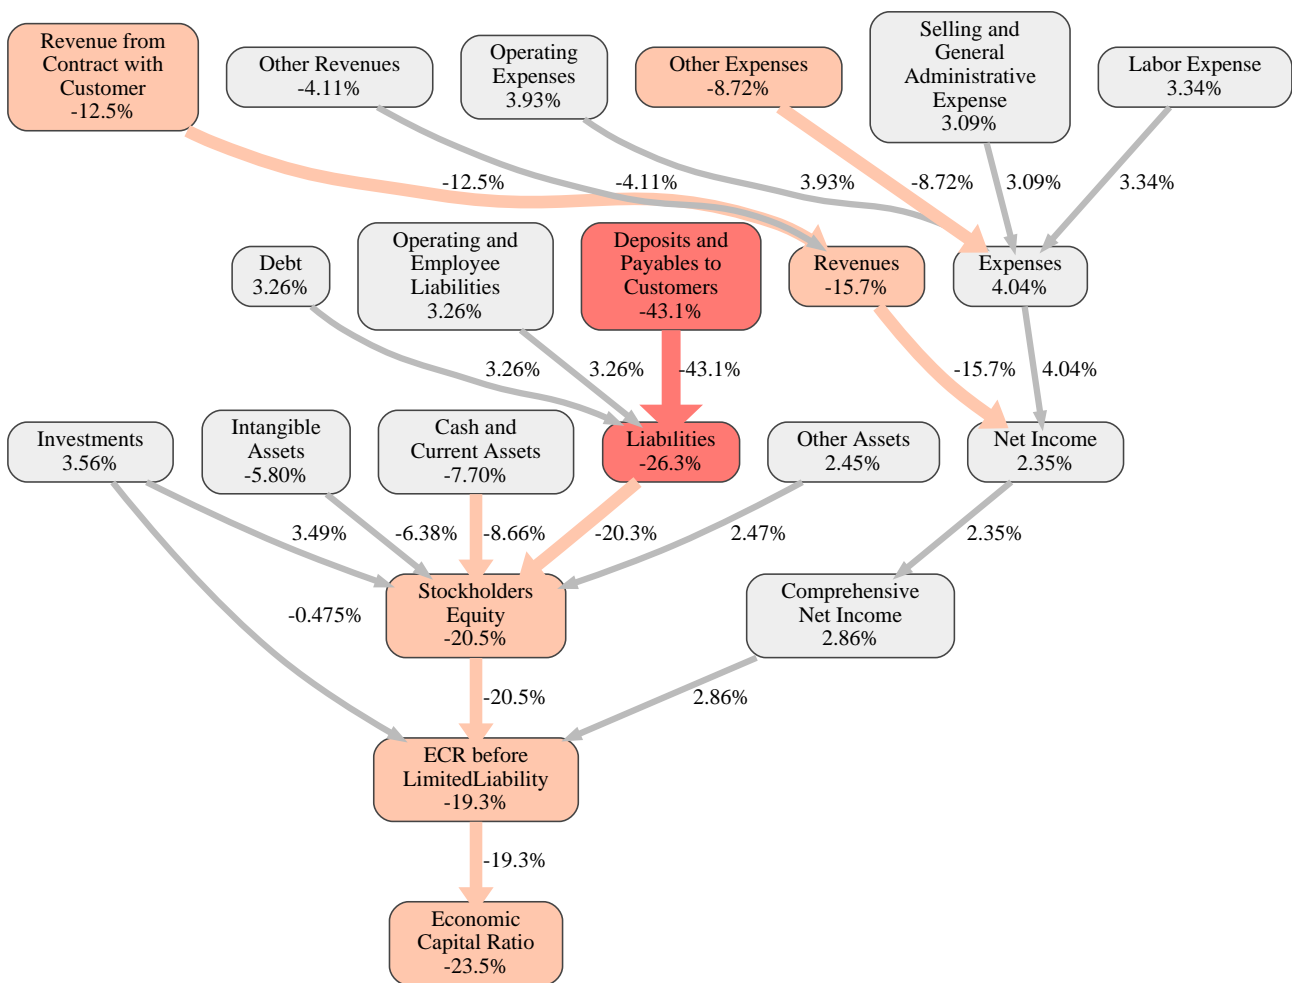 Revenue from
Contract with
Customer
-12.5%
Other Revenues
-4.11%
Operating
Expenses
3.93%
Other Expenses
-8.72%
Selling and
General
Administrative
Expense
3.09%
Labor Expense
3.34%
-12.5%
-4.11%
3.93%
-8.72%
3.09%
3.34%
Debt
3.26%
Operating and
Employee
Liabilities
3.26%
Deposits and
Payables to
Customers
-43.1%
Revenues
-15.7%
Expenses
4.04%
3.26%
3.26%
-43.1%
-15.7%
4.04%
Investments
3.56%
Intangible
Assets
-5.80%
Cash and
Current Assets
-7.70%
Liabilities
-26.3%
Other Assets
2.45%
Net Income
2.35%
3.49%
-6.38%
-8.66%
-20.3%
2.47%
2.35%
-0.475%
Stockholders
Equity
-20.5%
Comprehensive
Net Income
2.86%
-20.5%
2.86%
ECR before
LimitedLiability
-19.3%
-19.3%
Economic
Capital Ratio
-23.5%